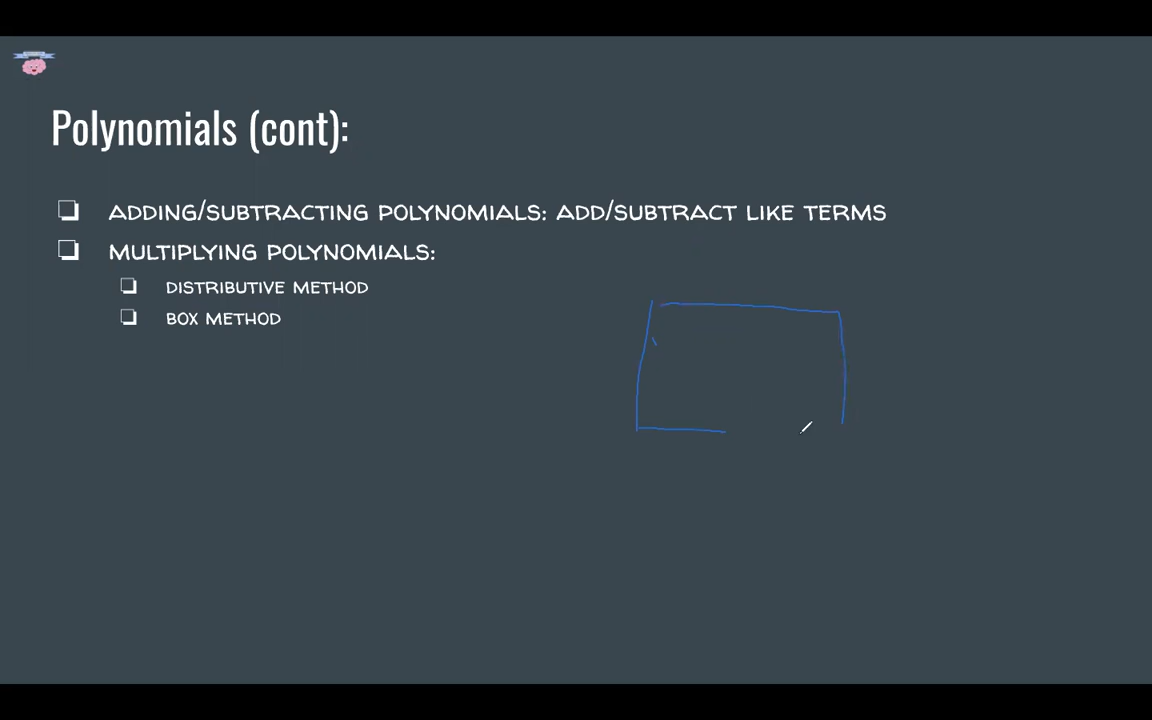 Polynomials (cont):
ADDING/SUBTRACTING POLYNOMIALS: ADD/SUBTRACT LIKE TERMS
MULTIPLYING POLYNOMIALS:
DISTRIBUTIVE METHOD
BOX METHOD